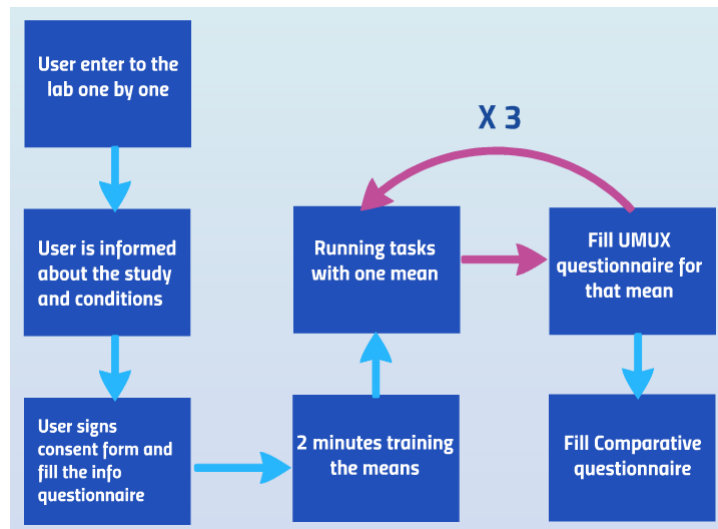 User enter to the
lab one by one
User is informed
about the study
and conditions
User signs
consent form and
fill the info
questionnaire
2 minutes training
the means
Running tasks
with one mean
X 3
Fill UMUX
questionnaire for
that mean
Fill Comparative
questionnaire